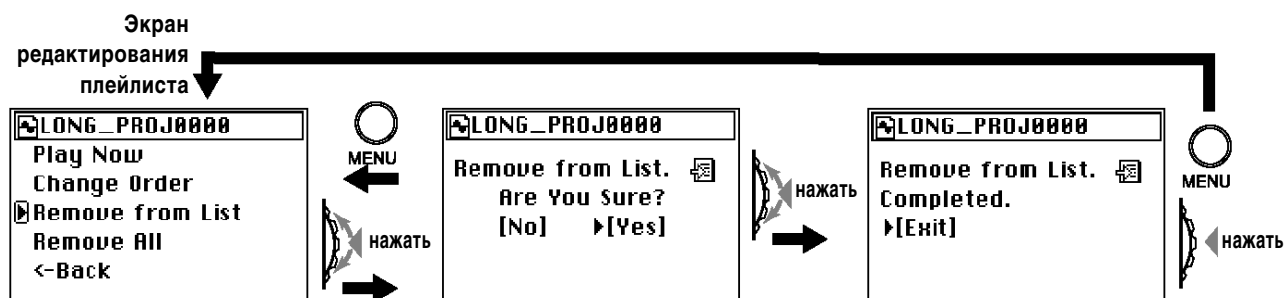 Экран
редактирования
плейлиста
LONG_PROJ0000
Play Now
Change Order
Remove from List
Remove All
<-Back
MENU
нажать
LONG_PROJ0000
Remove from List.
Are You Sure?
[No] [Yes]
нажать
LONG_PROJ0000
Remove from List.
Completed.
[Exit]
MENU
нажать